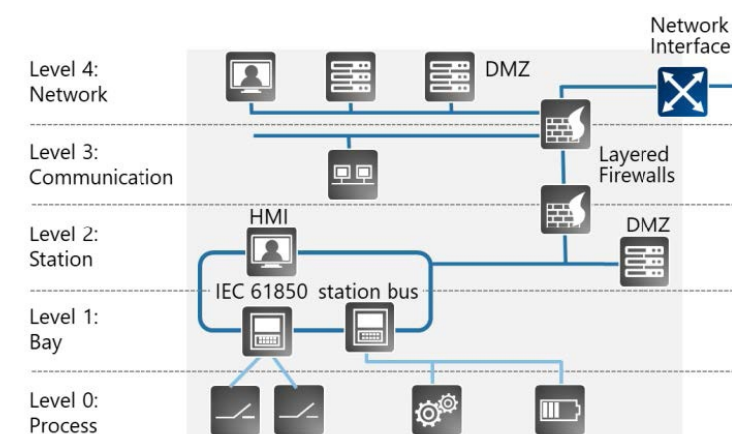 Network
Interface
Level 4:
Network
DMZ
Level 3:
Communication
Layered
Firewalls
Level 2:
Station
HMI
DMZ
IEC 61850 station bus
Level 1:
Bay
Level 0:
Process